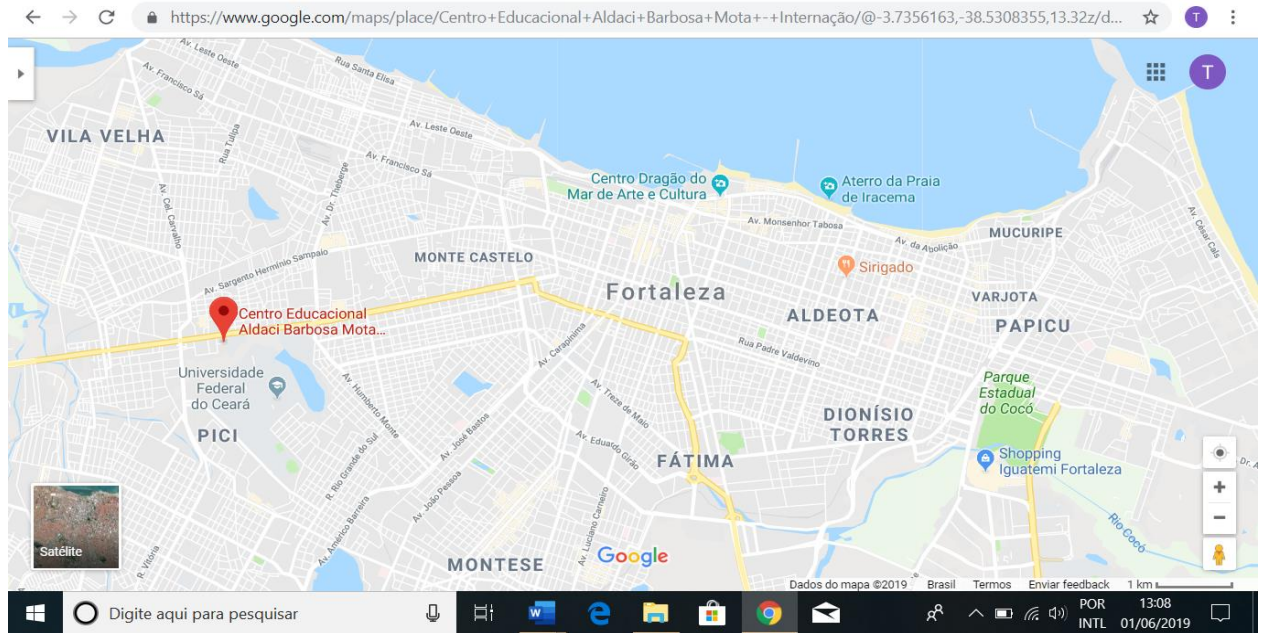 https://www.google.com/maps/place/Centro+Educacional+Aldaci+Barbosa+Mota+-+Internação/@-3.7356163,-38.5308355,13.32z/d...
T
T
Av. Leste Oeste
Av. Francisco Sá
Rua Santa Elisa
VILA VELHA
Rua Tulipa
Av. Leste Oeste
Av. Francisco Sá
Av. Dr. Theberge
Av. Cel. Carvalho
Centro Dragão do
Mar de Arte e Cultura
Aterro da Praia
de Iracema
Av. Monsenhor Tabosa
Av. da Abolição
MUCURIPE
Av. César Cals
Av. Sargento Hermínio Sampaio
MONTE CASTELO
Sirigado
Fortaleza
VARJOTA
ALDEOTA
PAPICU
Centro Educacional
Aldaci Barbosa Mota...
Av. Carapinima
Rua Padre Valdevino
Universidade
Federal
do Ceará
Av. Humberto Monte
Av. Treze de Maio
Parque
Estadual
do Cocó
PICI
Av. José Bastos
DIONÍSIO
TORRES
Av. Eduardo Girão
FÁTIMA
Shopping
Iguatemi Fortaleza
Dr. A
R. Rio Grande do Sul
Av. João Pessoa
Av. Luciano Carneiro
Av. Américo Barreira
Rio Cocó
Satélite
R. Vitória
MONTESE
Google
Dados do mapa ©2019 Brasil Termos Enviar feedback 1 km
Digite aqui para pesquisar
POR
INTL
13:08
01/06/2019